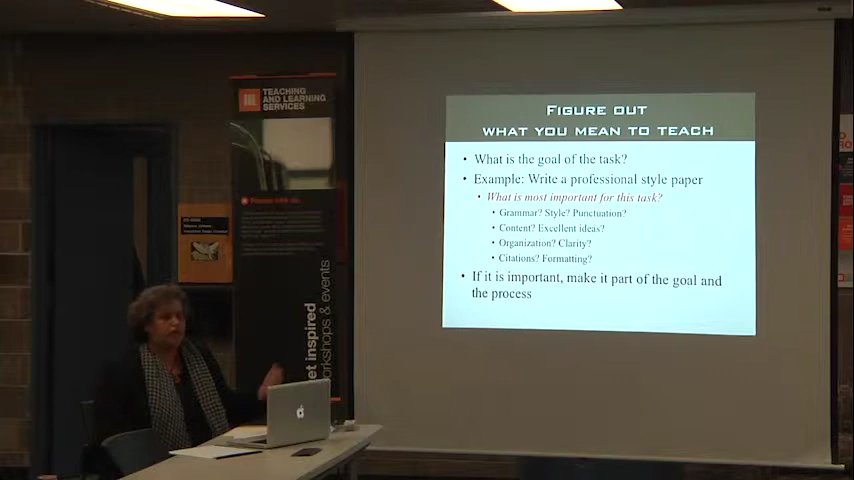 TEACHING
AND LEARNING
SERVICES
et inspired
orkshops & events
FIGURE OUT
WHAT YOU MEAN TO TEACH
• What is the goal of the task?
• Example: Write a professional style paper
• What is most important for this task?
• Grammar? Style? Punctuation?
• Content? Excellent ideas?
• Organization? Clarity?
• Citations? Formatting?
• If it is important, make it part of the goal and
the process